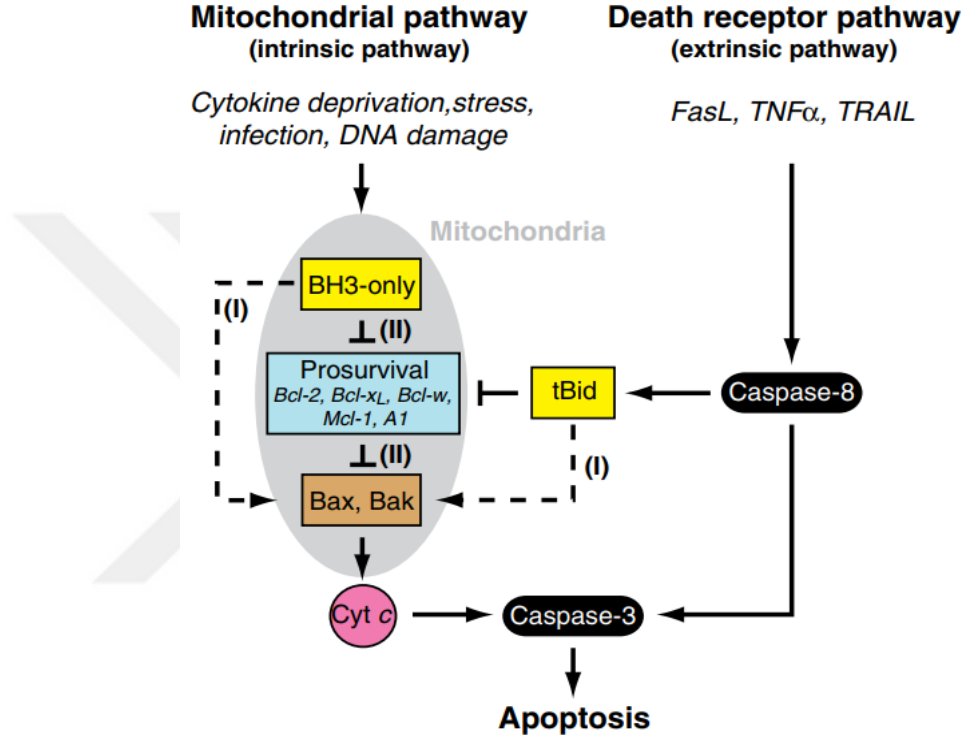 Mitochondrial pathway
(intrinsic pathway)
Death receptor pathway
(extrinsic pathway)
Cytokine deprivation,stress,
infection, DNA damage
FasL, TNFα, TRAIL
Mitochondria
BH3-only
(I)
(II)
Prosurvival
Bcl-2, Bcl-xL, Bcl-w,
Mcl-1, A1
tBid
Caspase-8
(II)
(I)
Bax, Bak
Cyt c
Caspase-3
Apoptosis